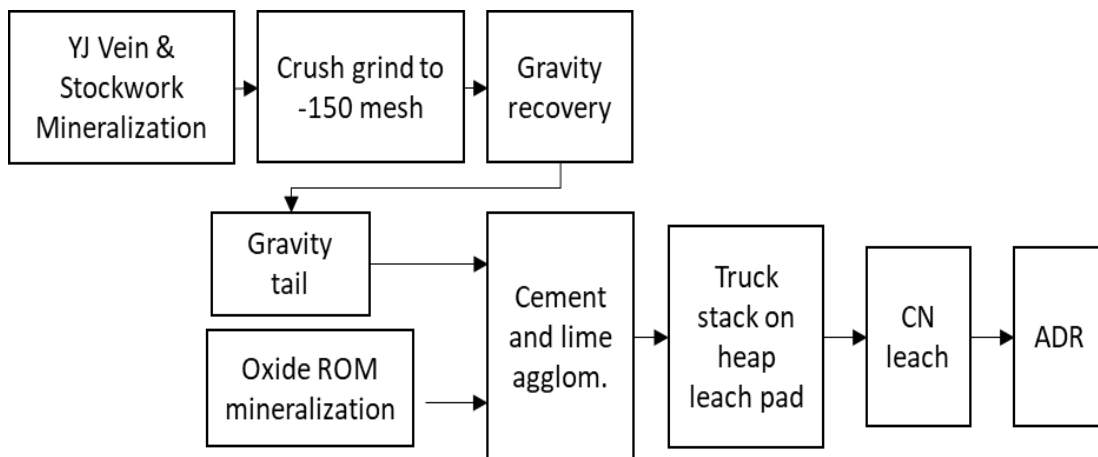 YJ Vein &
Stockwork
Mineralization
Crush grind to
-150 mesh
Gravity
recovery
Gravity
tail
Oxide ROM
mineralization
Cement
and lime
agglom.
Truck
stack on
heap
leach pad
CN
leach
ADR